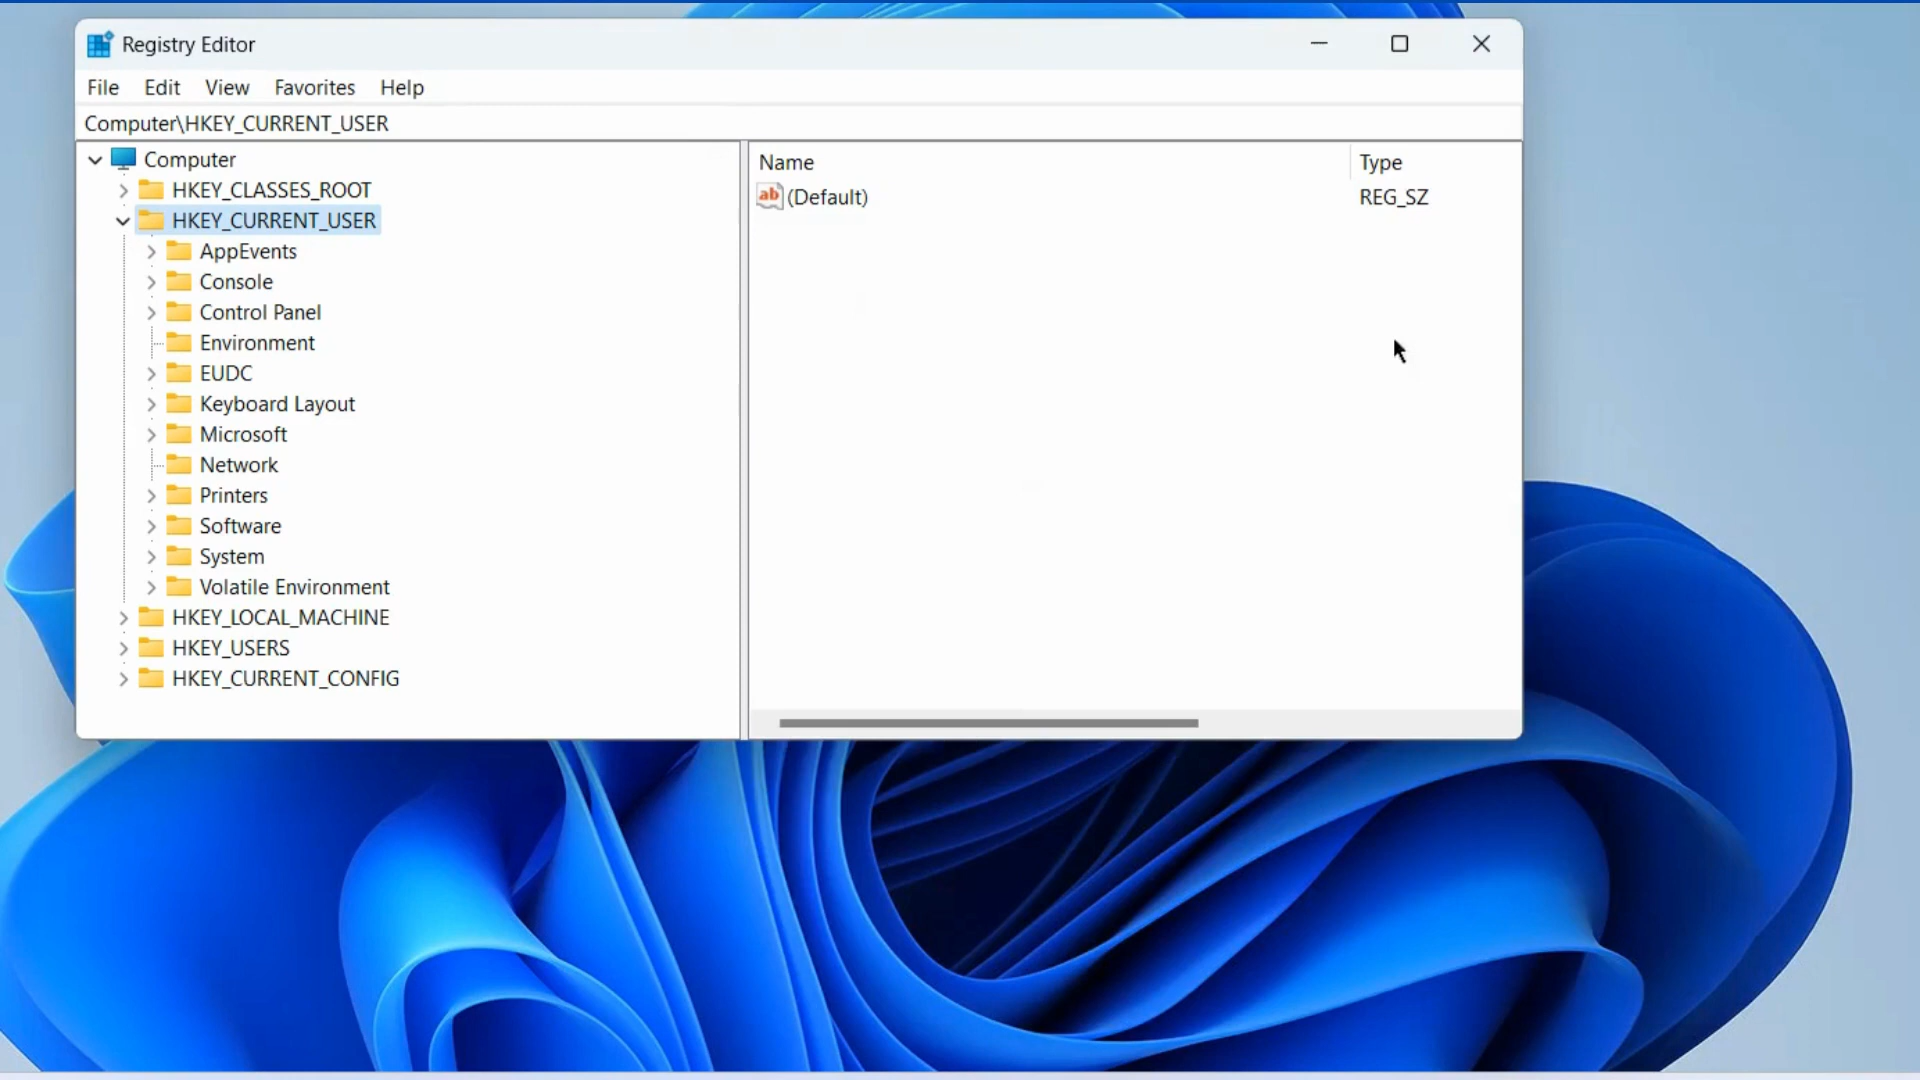 Registry Editor
File Edit View Favorites Help
Computer\HKEY_CURRENT_USER
Computer
HKEY_CLASSES_ROOT
HKEY_CURRENT_USER
AppEvents
Console
Control Panel
Environment
EUDC
Keyboard Layout
Microsoft
Network
Printers
Software
System
Volatile Environment
HKEY_LOCAL_MACHINE
HKEY_USERS
HKEY_CURRENT_CONFIG
Name Type
ab (Default) REG_SZ